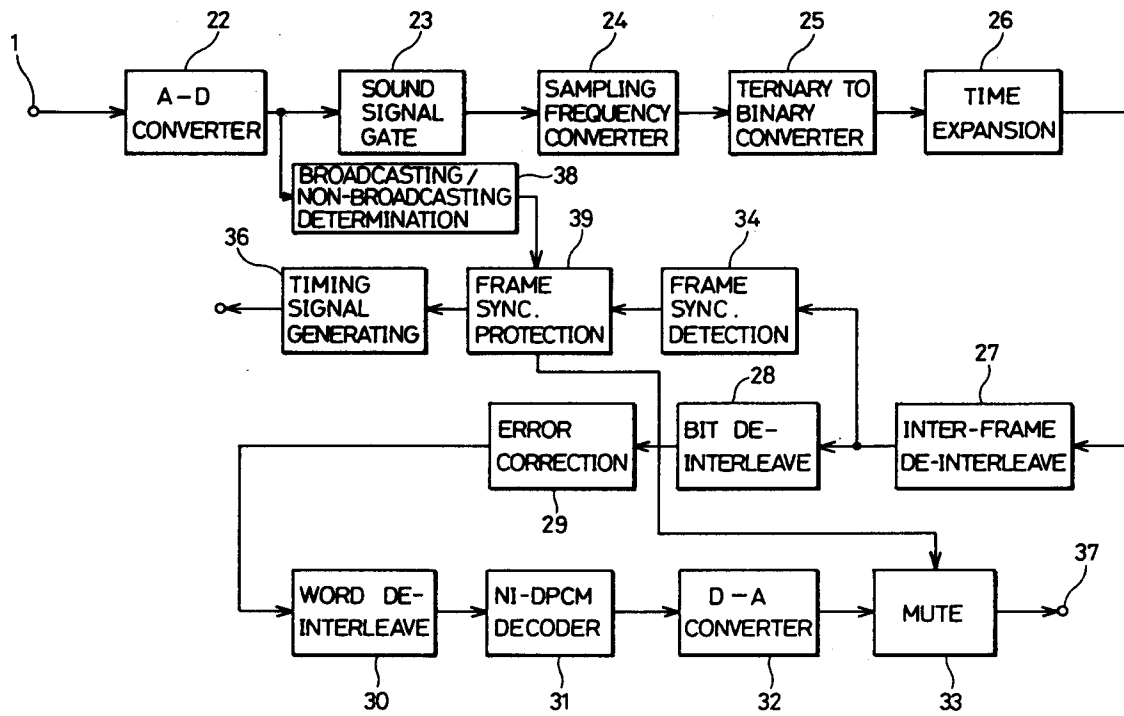 1
22
23
24
25
26
A-D
CONVERTER
SOUND
SIGNAL
GATE
SAMPLING
FREQUENCY
CONVERTER
TERNARY TO
BINARY
CONVERTER
TIME
EXPANSION
BROADCASTING/
NON-BROADCASTING
DETERMINATION
38
36
39
34
TIMING
SIGNAL
GENERATING
FRAME
SYNC.
PROTECTION
FRAME
SYNC.
DETECTION
28
27
ERROR
CORRECTION
BIT DE-
INTERLEAVE
INTER-FRAME
DE-INTERLEAVE
29
37
WORD DE-
INTERLEAVE
NI-DPCM
DECODER
D-A
CONVERTER
MUTE
30
31
32
33